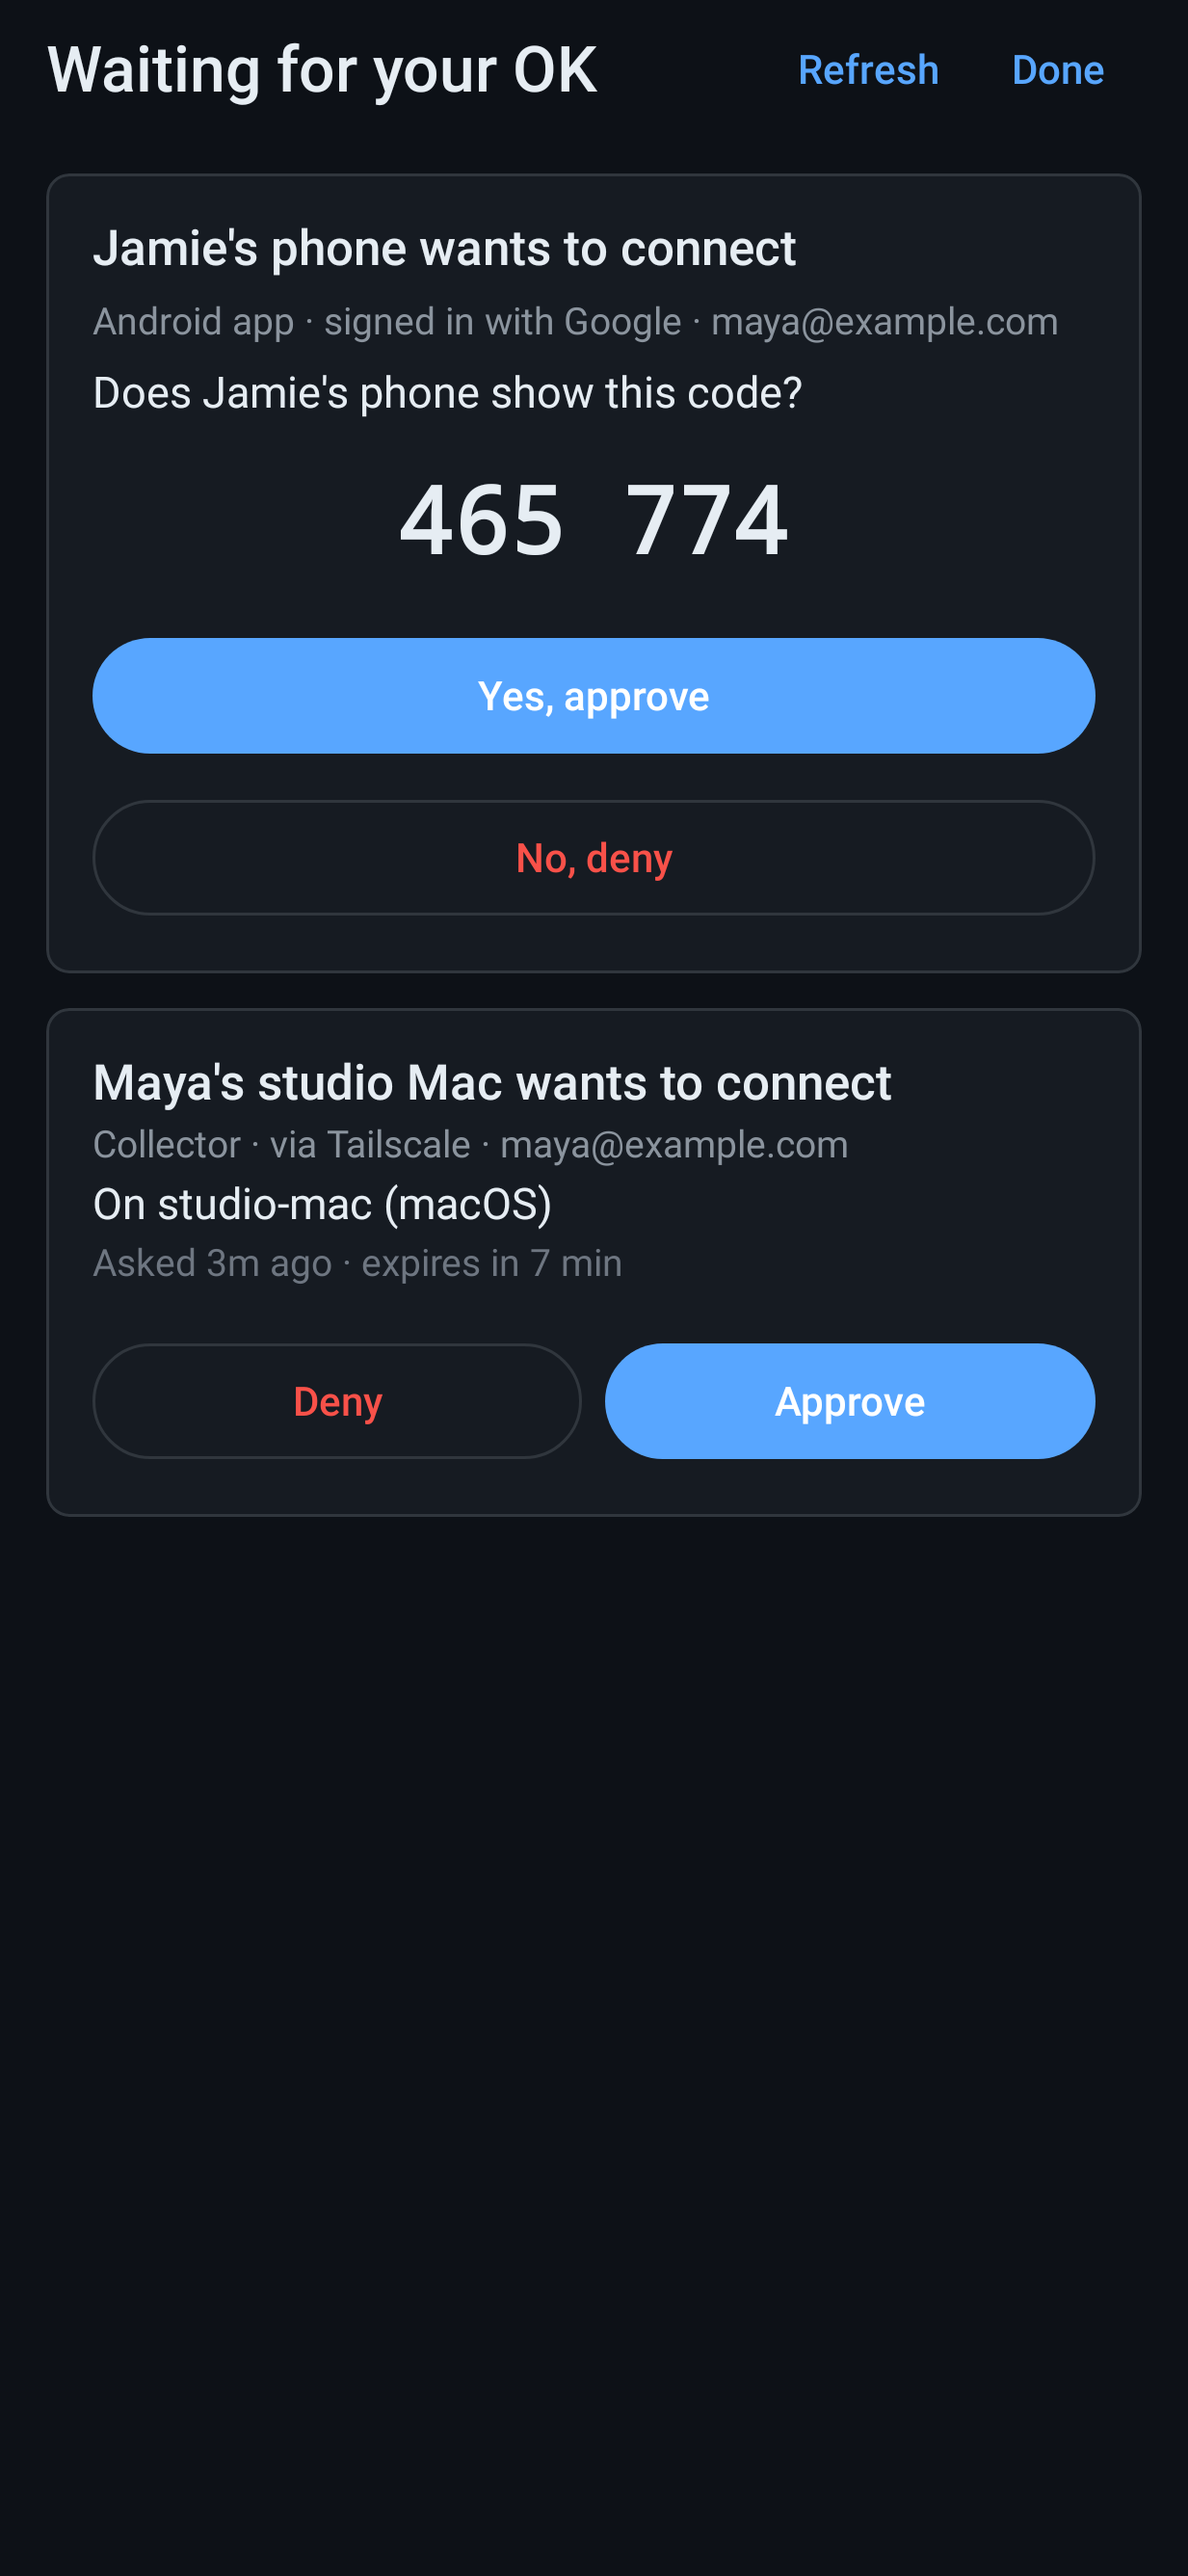 Waiting for your OK
Refresh
Done
Jamie's phone wants to connect
Android app · signed in with Google · maya@example.com
Does Jamie's phone show this code?
465 774
Yes, approve
No, deny
Maya's studio Mac wants to connect
Collector · via Tailscale · maya@example.com
On studio-mac (macOS)
Asked 3m ago · expires in 7 min
Deny
Approve